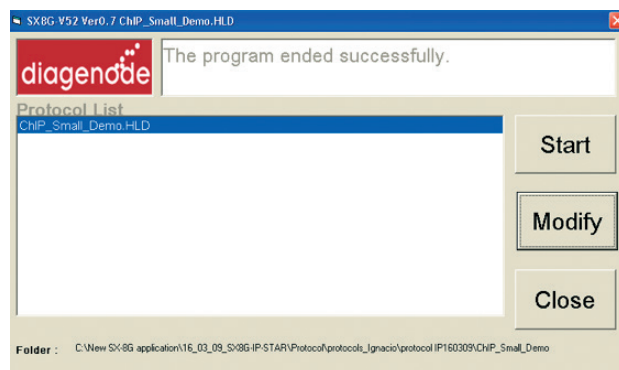 SX8G-V52 Ver0.7 ChIP_Small_Demo.HLD
diagenode
The program ended successfully.
Protocol List
ChIP_Small_Demo.HLD
Start
Modify
Close
Folder : C:\New SX-8G application\16_03_09_SX8G-IP-STAR\Protocol\protocols_Ignacio\protocol IP160309\ChIP_Small_Demo